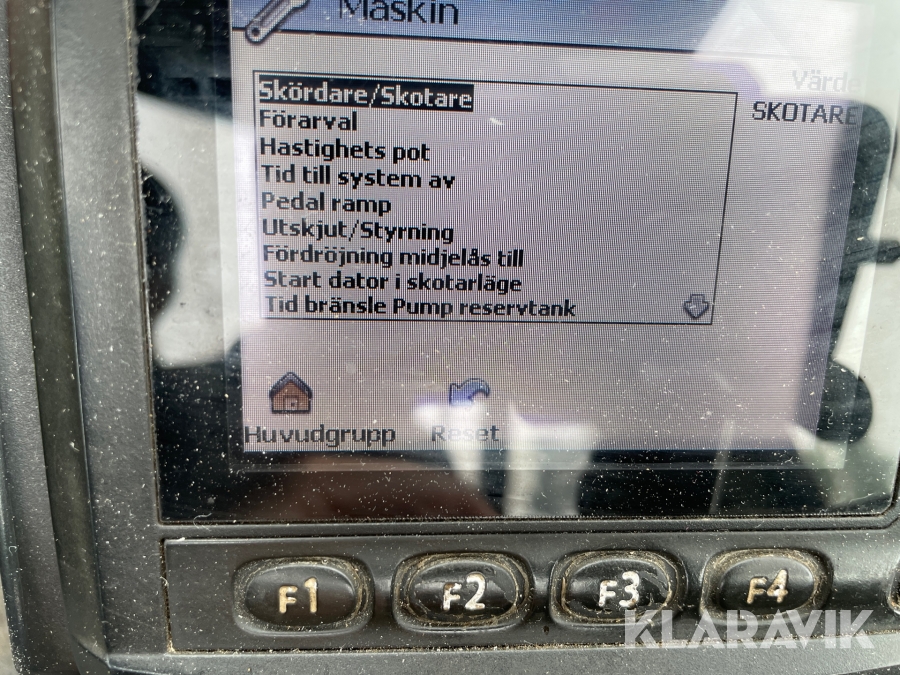 Maskin
Värde
Skördare/Skotare
SKOTARE
Förarval
Hastighets pot
Tid till system av
Pedal ramp
Utskjut/Styrning
Fördröjning midjelås till
Start dator i skotarläge
Tid bränsle Pump reservtank
Huvudgrupp
Reset
F1
F2
F3
F4
KLARAVIK